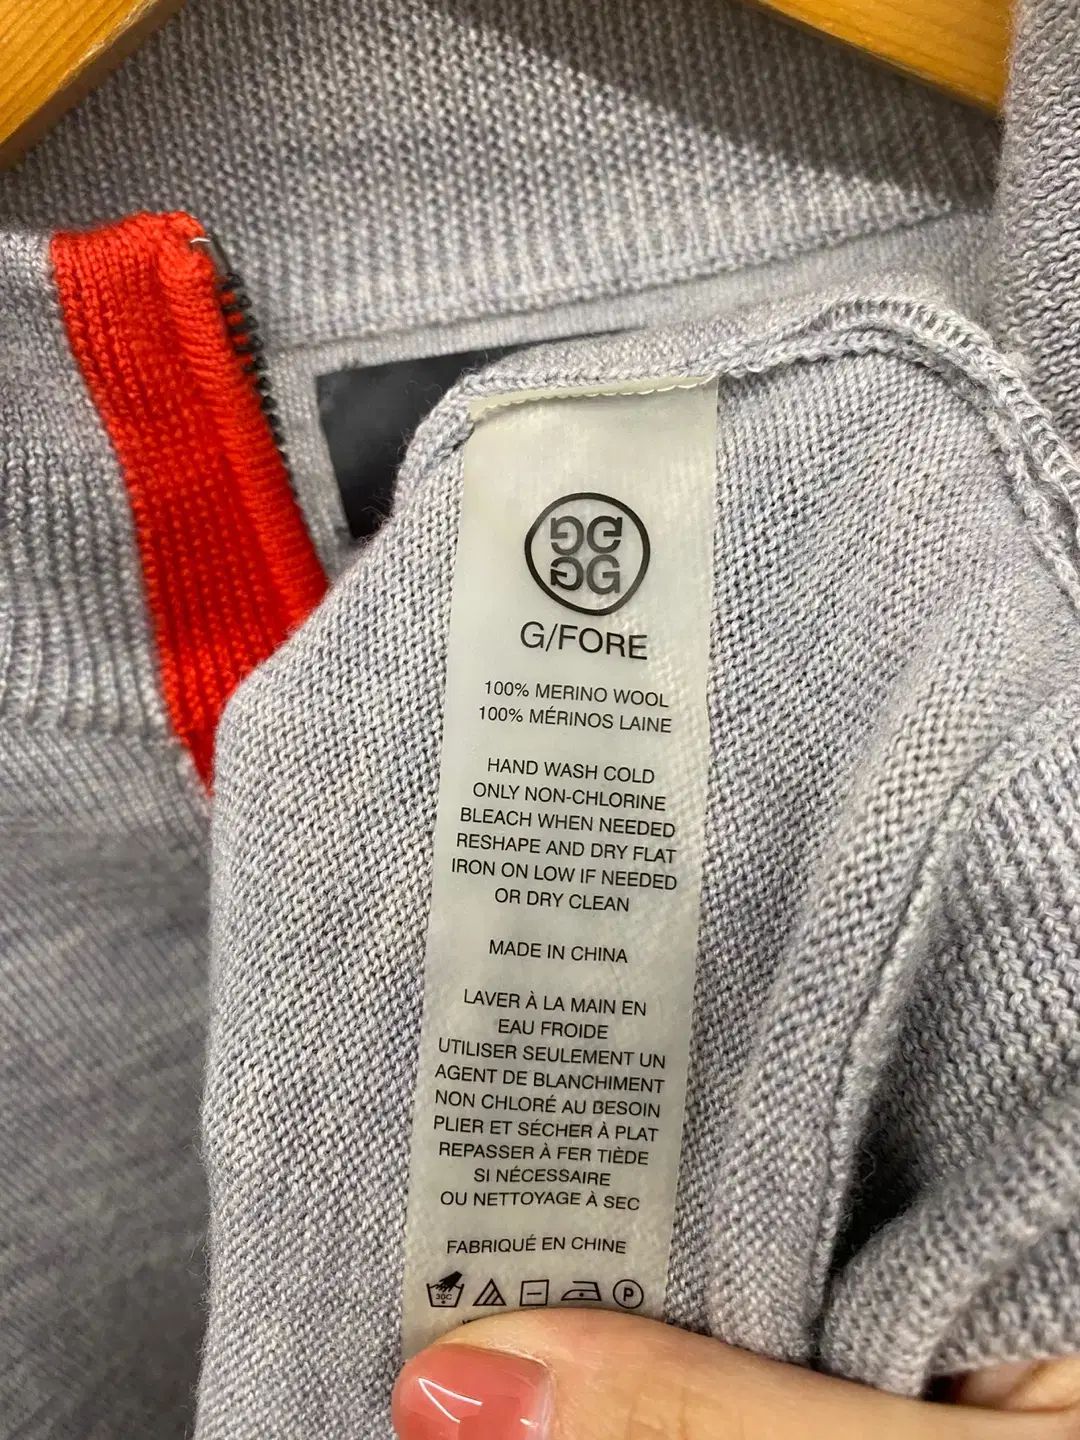 G/FORE
100% MERINO WOOL
100% MÉRINOS LAINE
HAND WASH COLD
ONLY NON-CHLORINE
BLEACH WHEN NEEDED
RESHAPE AND DRY FLAT
IRON ON LOW IF NEEDED
OR DRY CLEAN
MADE IN CHINA
LAVER À LA MAIN EN
EAU FROIDE
UTILISER SEULEMENT UN
AGENT DE BLANCHIMENT
NON CHLORÉ AU BESOIN
PLIER ET SÉCHER À PLAT
REPASSER À FER TIÈDE
SI NÉCESSAIRE
OU NETTOYAGE À SEC
FABRIQUÉ EN CHINE
30C P